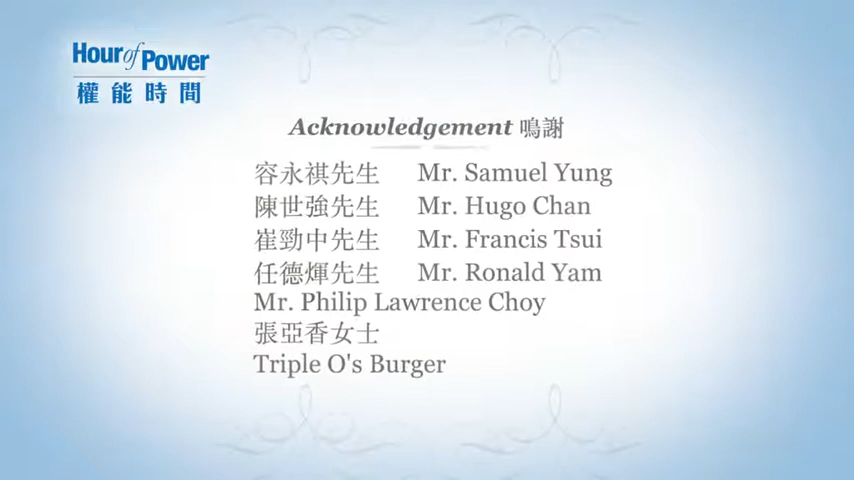 Hour of Power
權能時間
Acknowledgement 鳴謝
容永祺先生 Mr. Samuel Yung
陳世強先生 Mr. Hugo Chan
崔勁中先生 Mr. Francis Tsui
任德煇先生 Mr. Ronald Yam
Mr. Philip Lawrence Choy
張亞香女士
Triple O's Burger